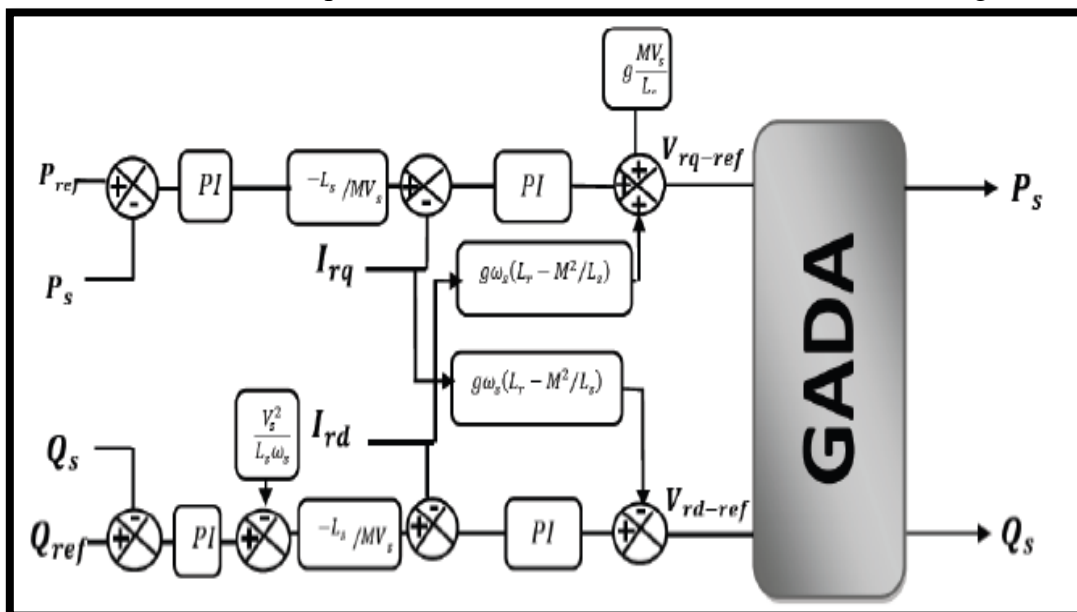 g MV_s / L_s
P_ref
PI
-L_s/MV_s
PI
V_rq-ref
P_s
P_s
I_rq
gω_s(L_r - M²/L_s)
gω_s(L_r - M²/L_s)
I_rd
V_s² / L_sω_s
Q_s
Q_ref
PI
-L_s/MV_s
PI
V_rd-ref
Q_s
GADA